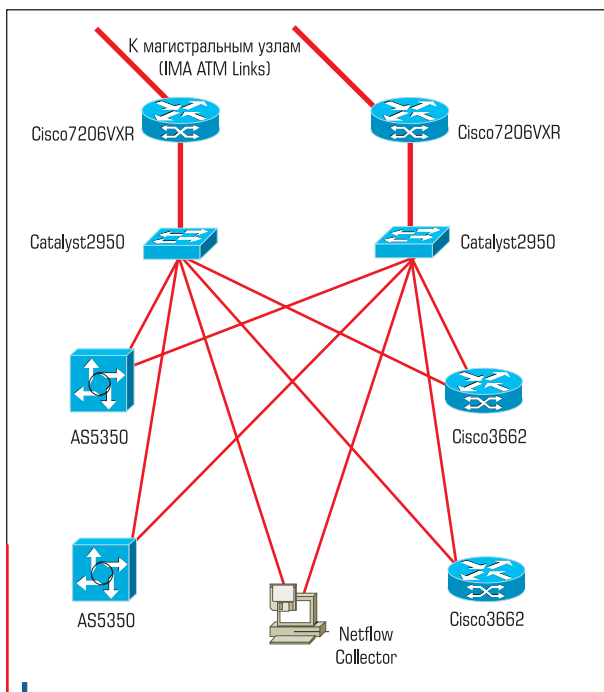 К магистральным узлам
(IMA ATM Links)
Cisco7206VXR
Cisco7206VXR
Catalyst2950
Catalyst2950
AS5350
Cisco3662
AS5350
Netflow
Collector
Cisco3662